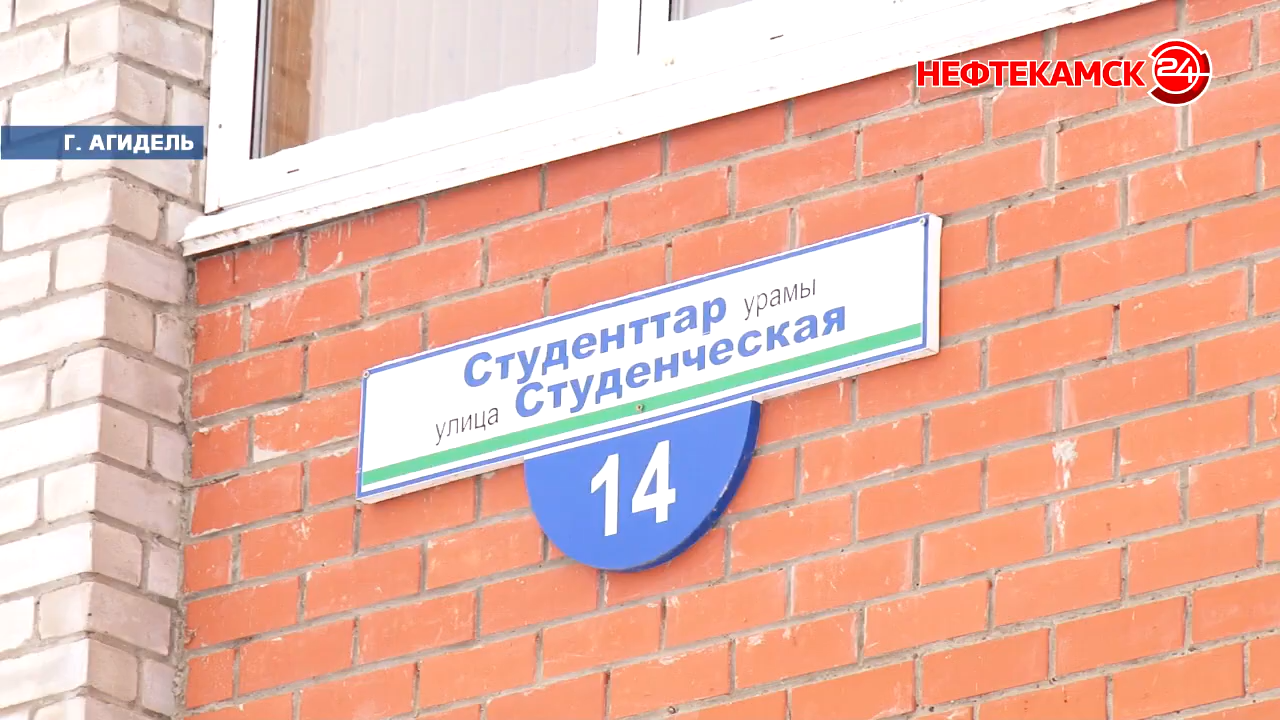 НЕФТЕКАМСК 24
Г. АГИДЕЛЬ
Студенттар урамы
улица Студенческая
14